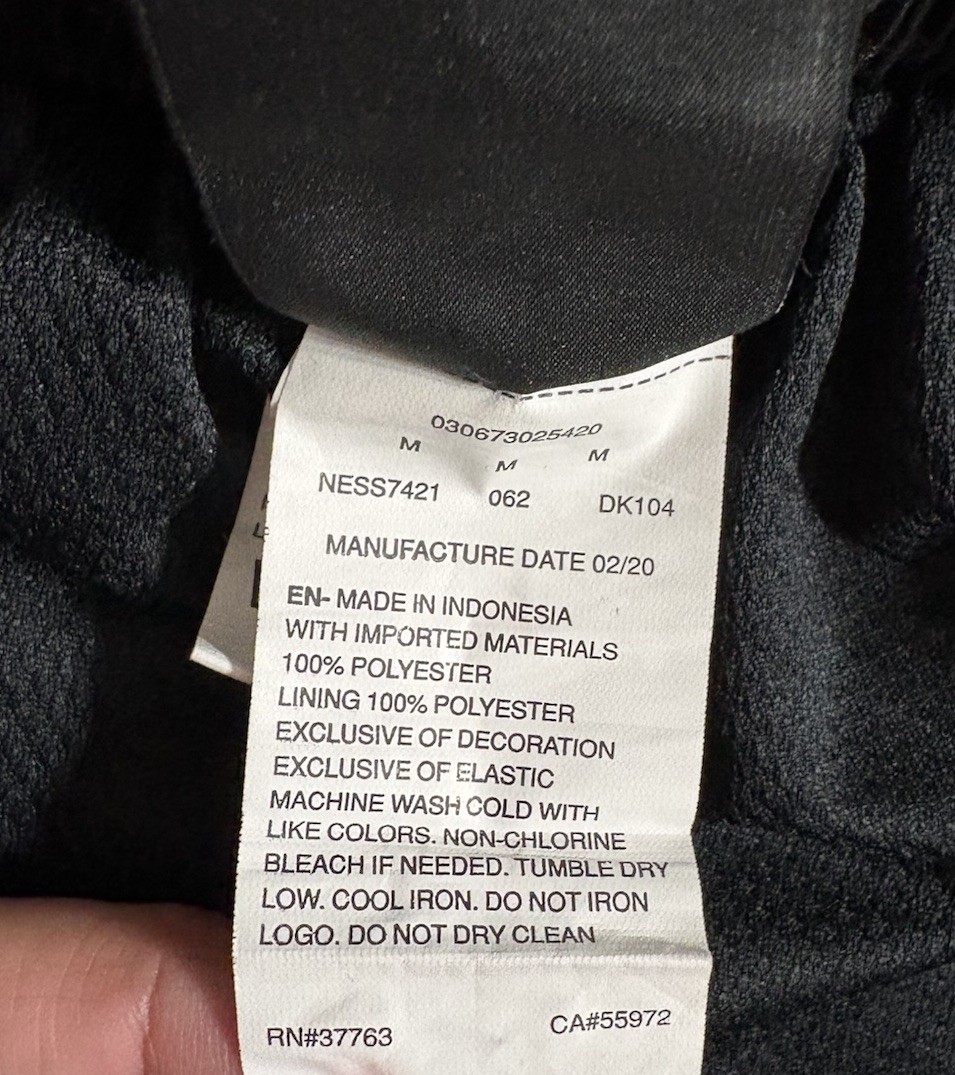 030673025420
M M M
NESS7421 062 DK104
MANUFACTURE DATE 02/20
EN- MADE IN INDONESIA
WITH IMPORTED MATERIALS
100% POLYESTER
LINING 100% POLYESTER
EXCLUSIVE OF DECORATION
EXCLUSIVE OF ELASTIC
MACHINE WASH COLD WITH
LIKE COLORS. NON-CHLORINE
BLEACH IF NEEDED. TUMBLE DRY
LOW. COOL IRON. DO NOT IRON
LOGO. DO NOT DRY CLEAN
RN#37763 CA#55972